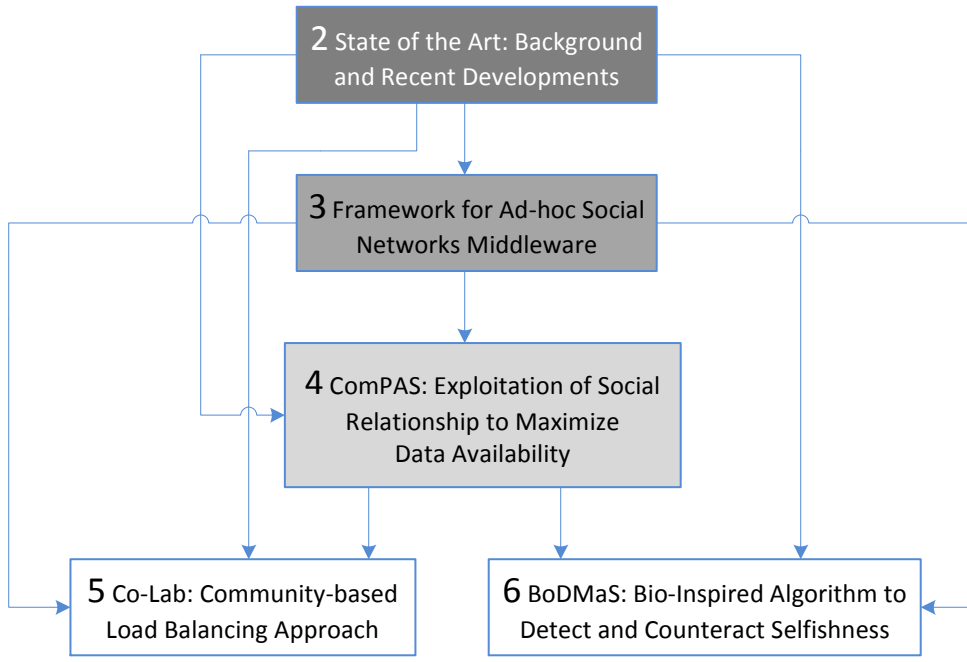 2 State of the Art: Background
and Recent Developments
3 Framework for Ad-hoc Social
Networks Middleware
4 ComPAS: Exploitation of Social
Relationship to Maximize
Data Availability
5 Co-Lab: Community-based
Load Balancing Approach
6 BoDMaS: Bio-Inspired Algorithm to
Detect and Counteract Selfishness